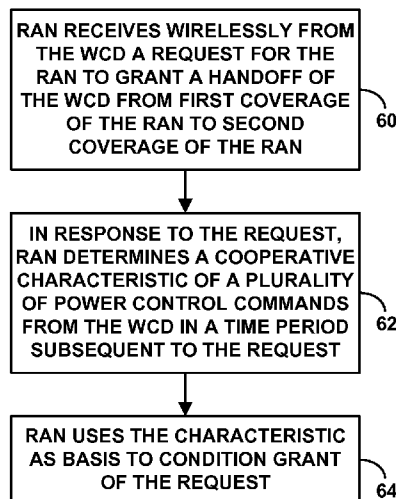 RAN RECEIVES WIRELESSLY FROM
THE WCD A REQUEST FOR THE
RAN TO GRANT A HANDOFF OF
THE WCD FROM FIRST COVERAGE
OF THE RAN TO SECOND
COVERAGE OF THE RAN
60
IN RESPONSE TO THE REQUEST,
RAN DETERMINES A COOPERATIVE
CHARACTERISTIC OF A PLURALITY
OF POWER CONTROL COMMANDS
FROM THE WCD IN A TIME PERIOD
SUBSEQUENT TO THE REQUEST
62
RAN USES THE CHARACTERISTIC
AS BASIS TO CONDITION GRANT
OF THE REQUEST
64